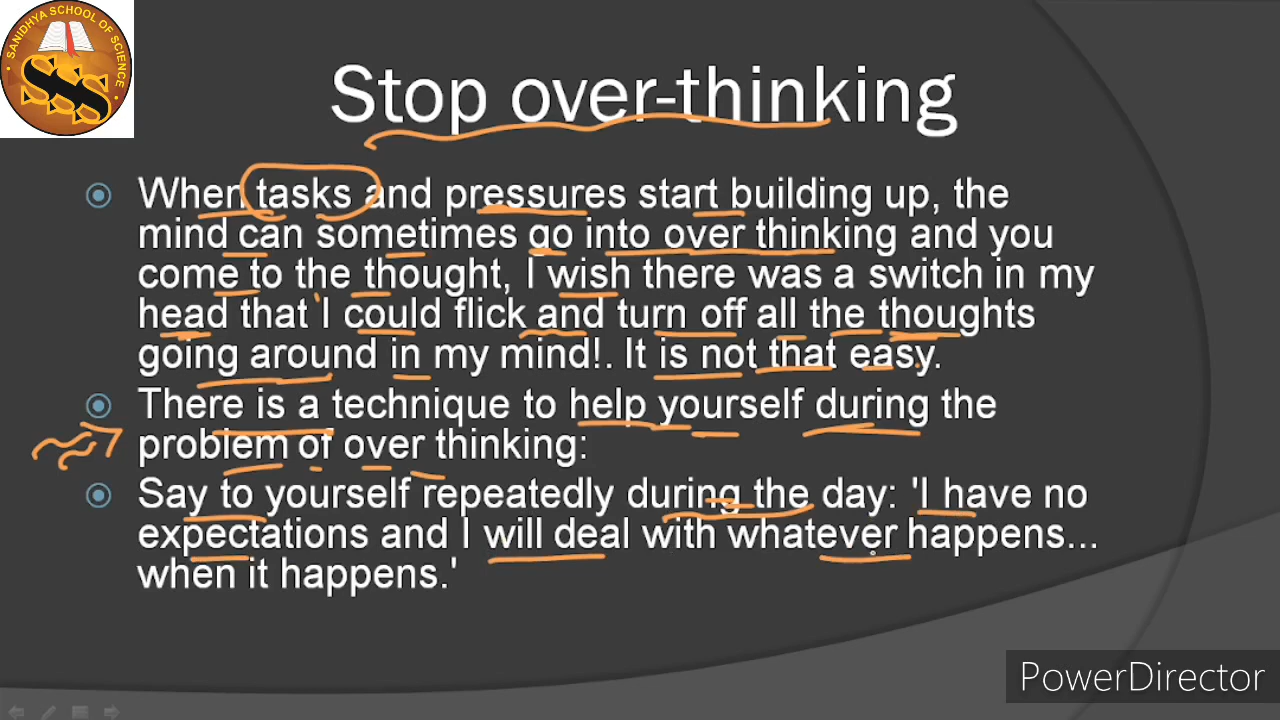 SANIDHYA SCHOOL OF SCIENCE
SSS
Stop over-thinking
When tasks and pressures start building up, the
mind can sometimes go into over thinking and you
come to the thought, I wish there was a switch in my
head that I could flick and turn off all the thoughts
going around in my mind!. It is not that easy.
There is a technique to help yourself during the
problem of over thinking:
Say to yourself repeatedly during the day: 'I have no
expectations and I will deal with whatever happens...
when it happens.'
PowerDirector